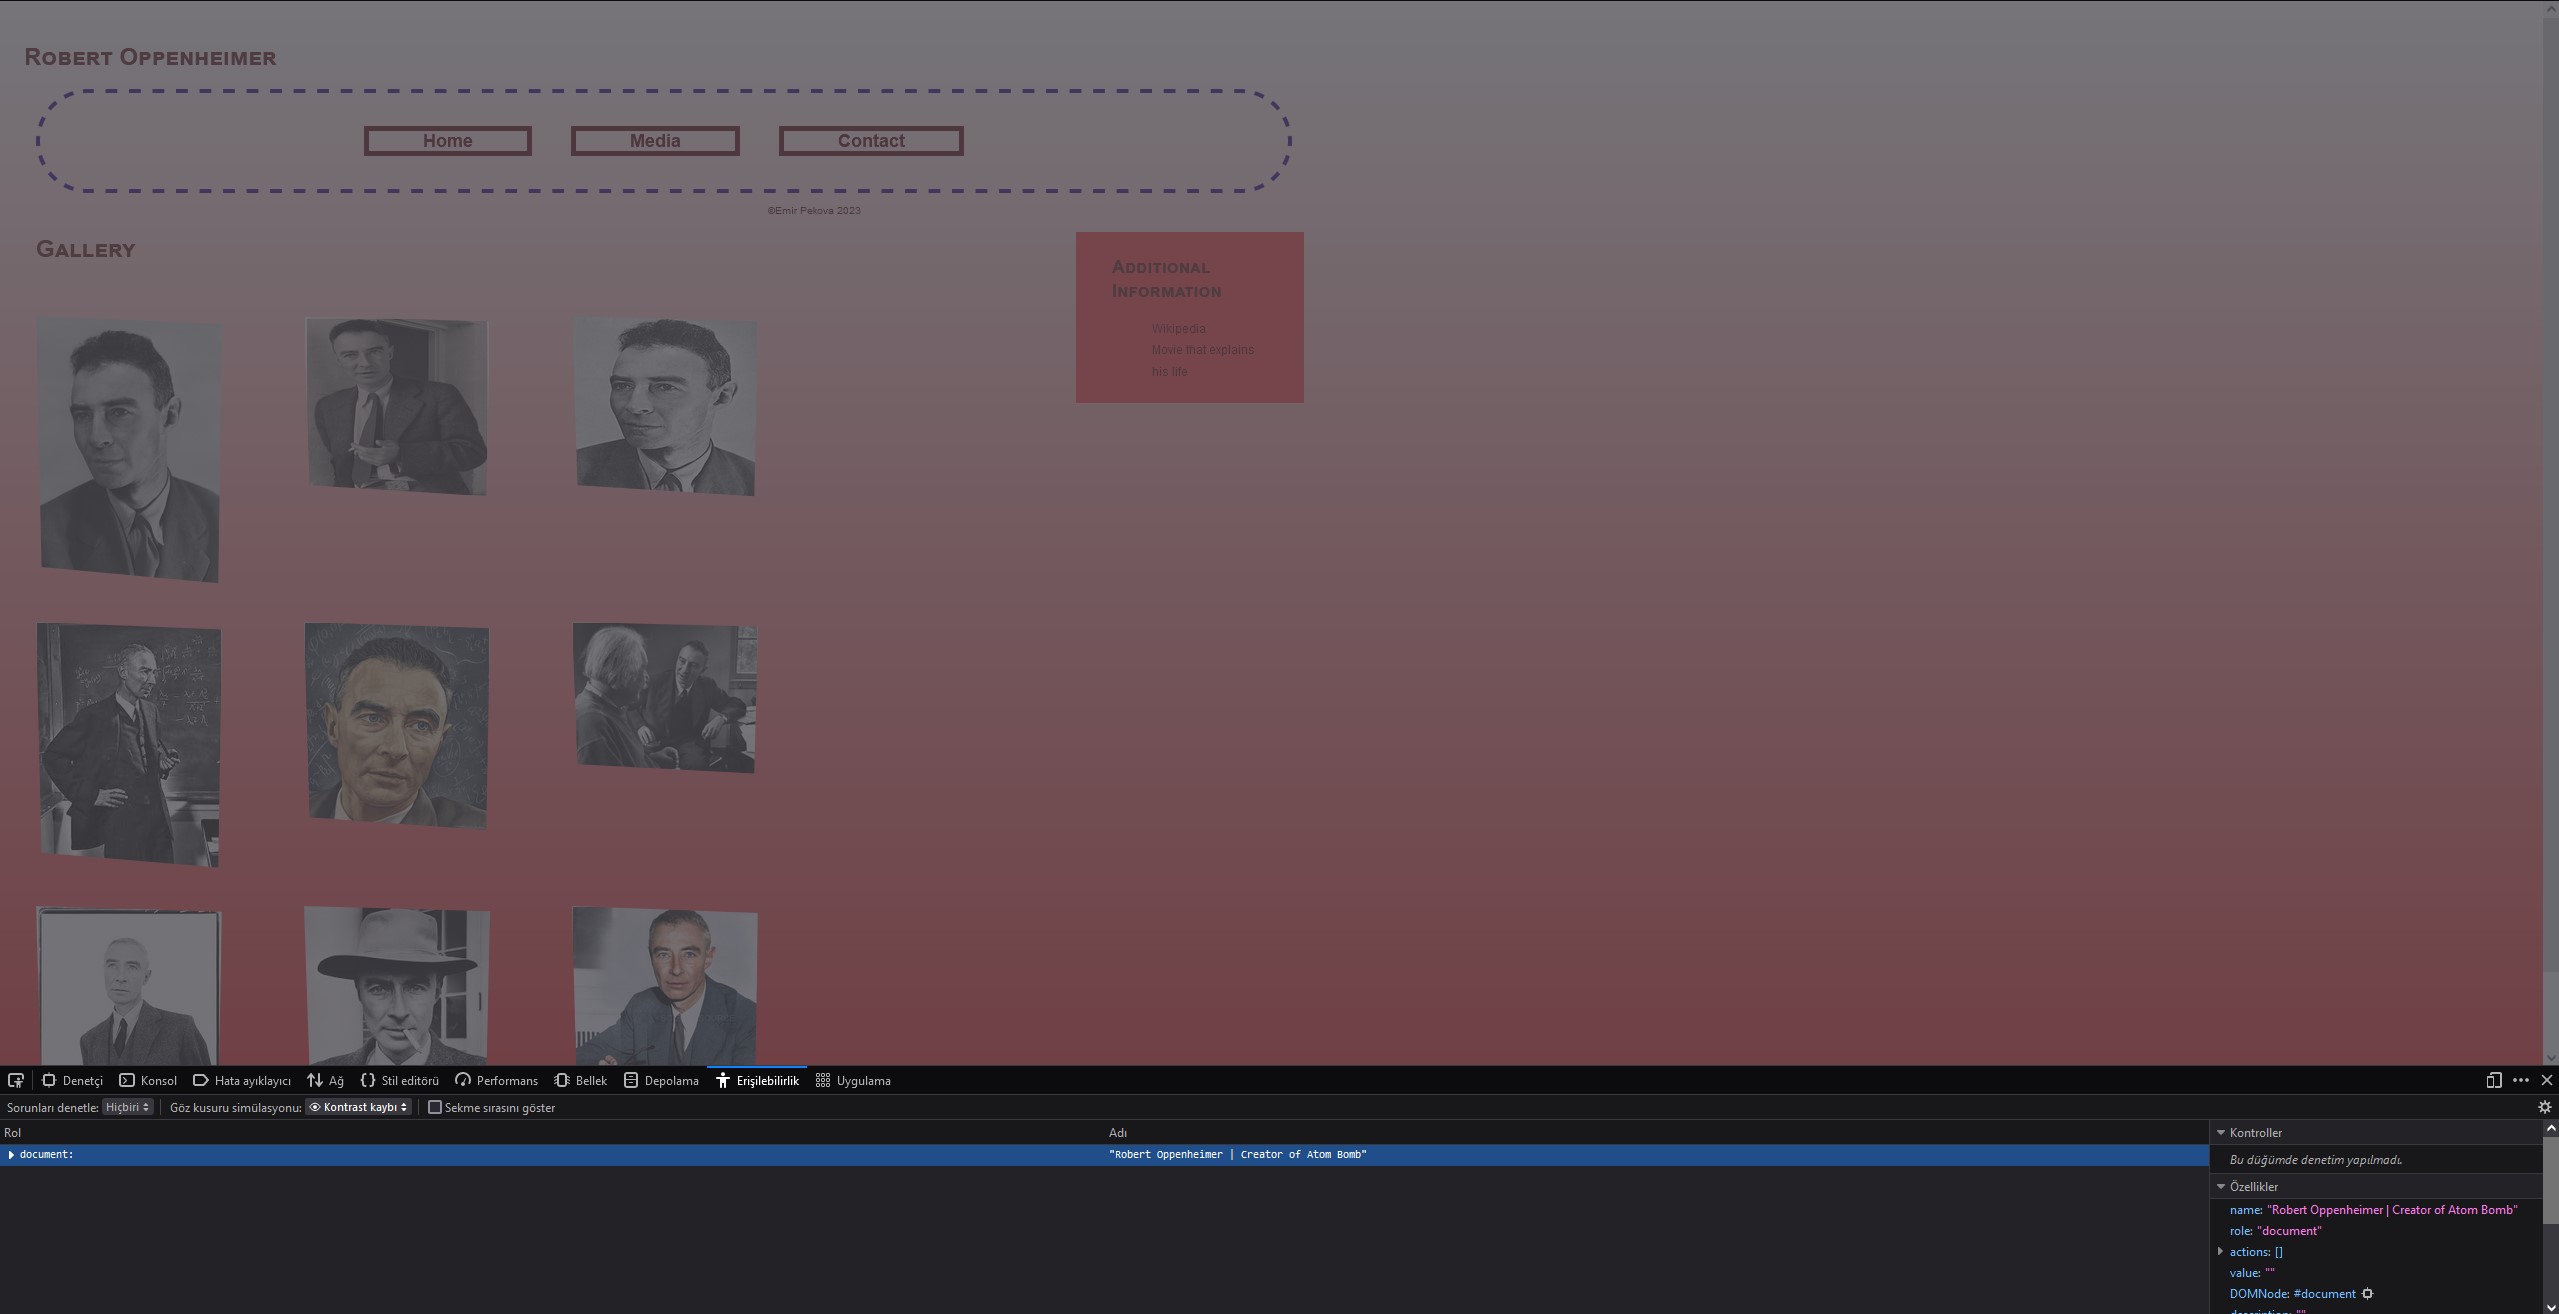 Robert Oppenheimer
Home Media Contact
©Emir Pekova 2023
Gallery
Additional
Information
Wikipedia
Movie that explains
his life
Denetçi Konsol Hata ayıklayıcı Ağ Stil editörü Performans Bellek Depolama Erişilebilirlik Uygulama
Sorunları denetle: Hiçbiri Göz kusuru simülasyonu: Kontrast kaybı Sekme sırasını göster
Rol Adı
document: "Robert Oppenheimer | Creator of Atom Bomb"
Kontroller
Bu düğümde denetim yapılmadı.
Özellikler
name: "Robert Oppenheimer | Creator of Atom Bomb"
role: "document"
actions: []
value: ""
DOMNode: #document
description: ""